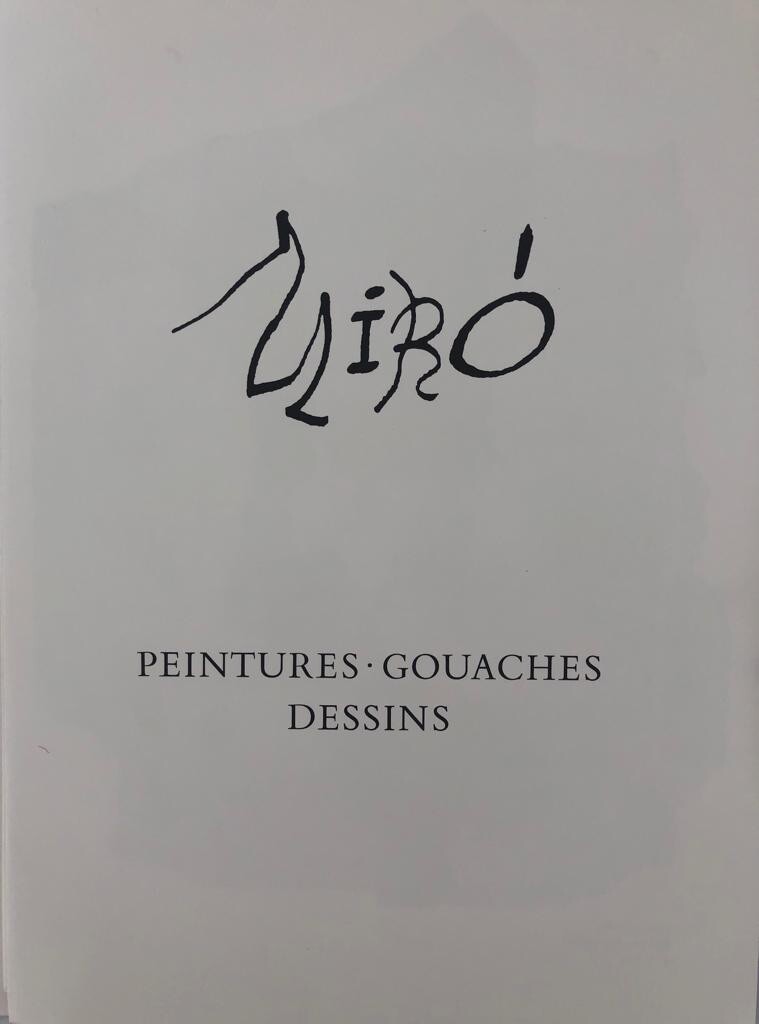 MIRÓ
PEINTURES · GOUACHES
DESSINS